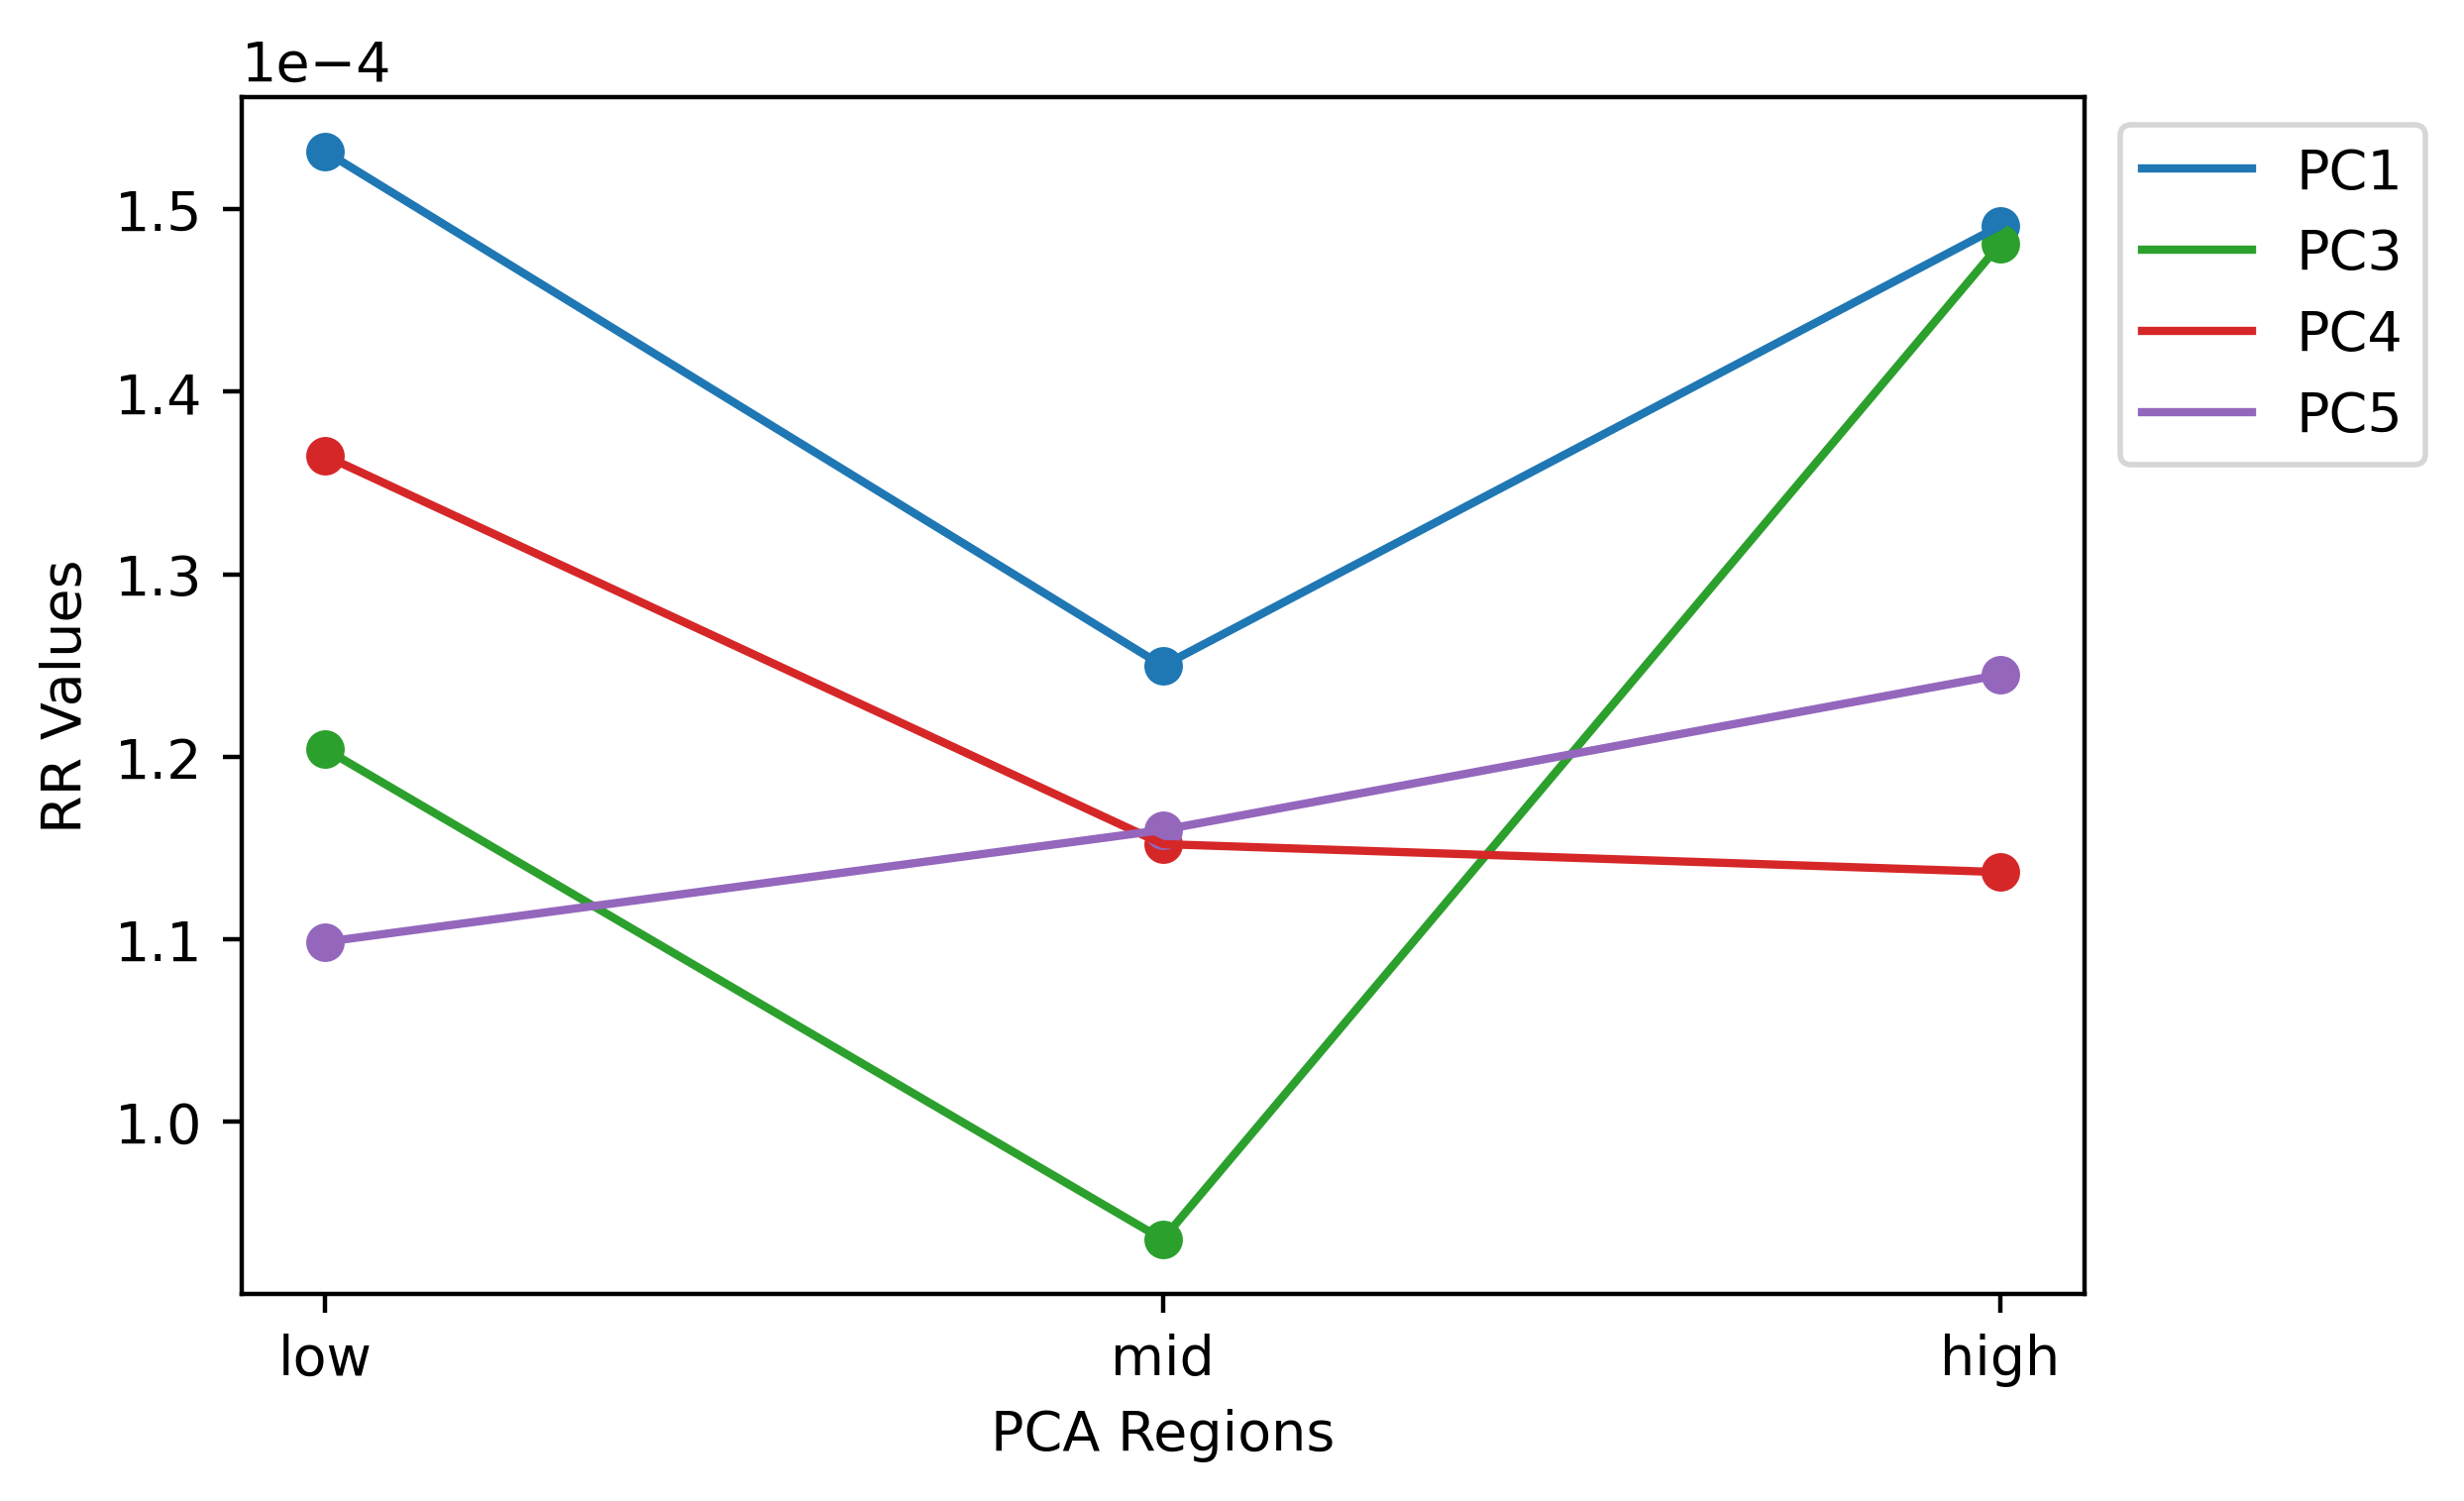 1e−4
1.5
1.4
1.3
1.2
1.1
1.0
RR Values
low mid high
PCA Regions
PC1
PC3
PC4
PC5